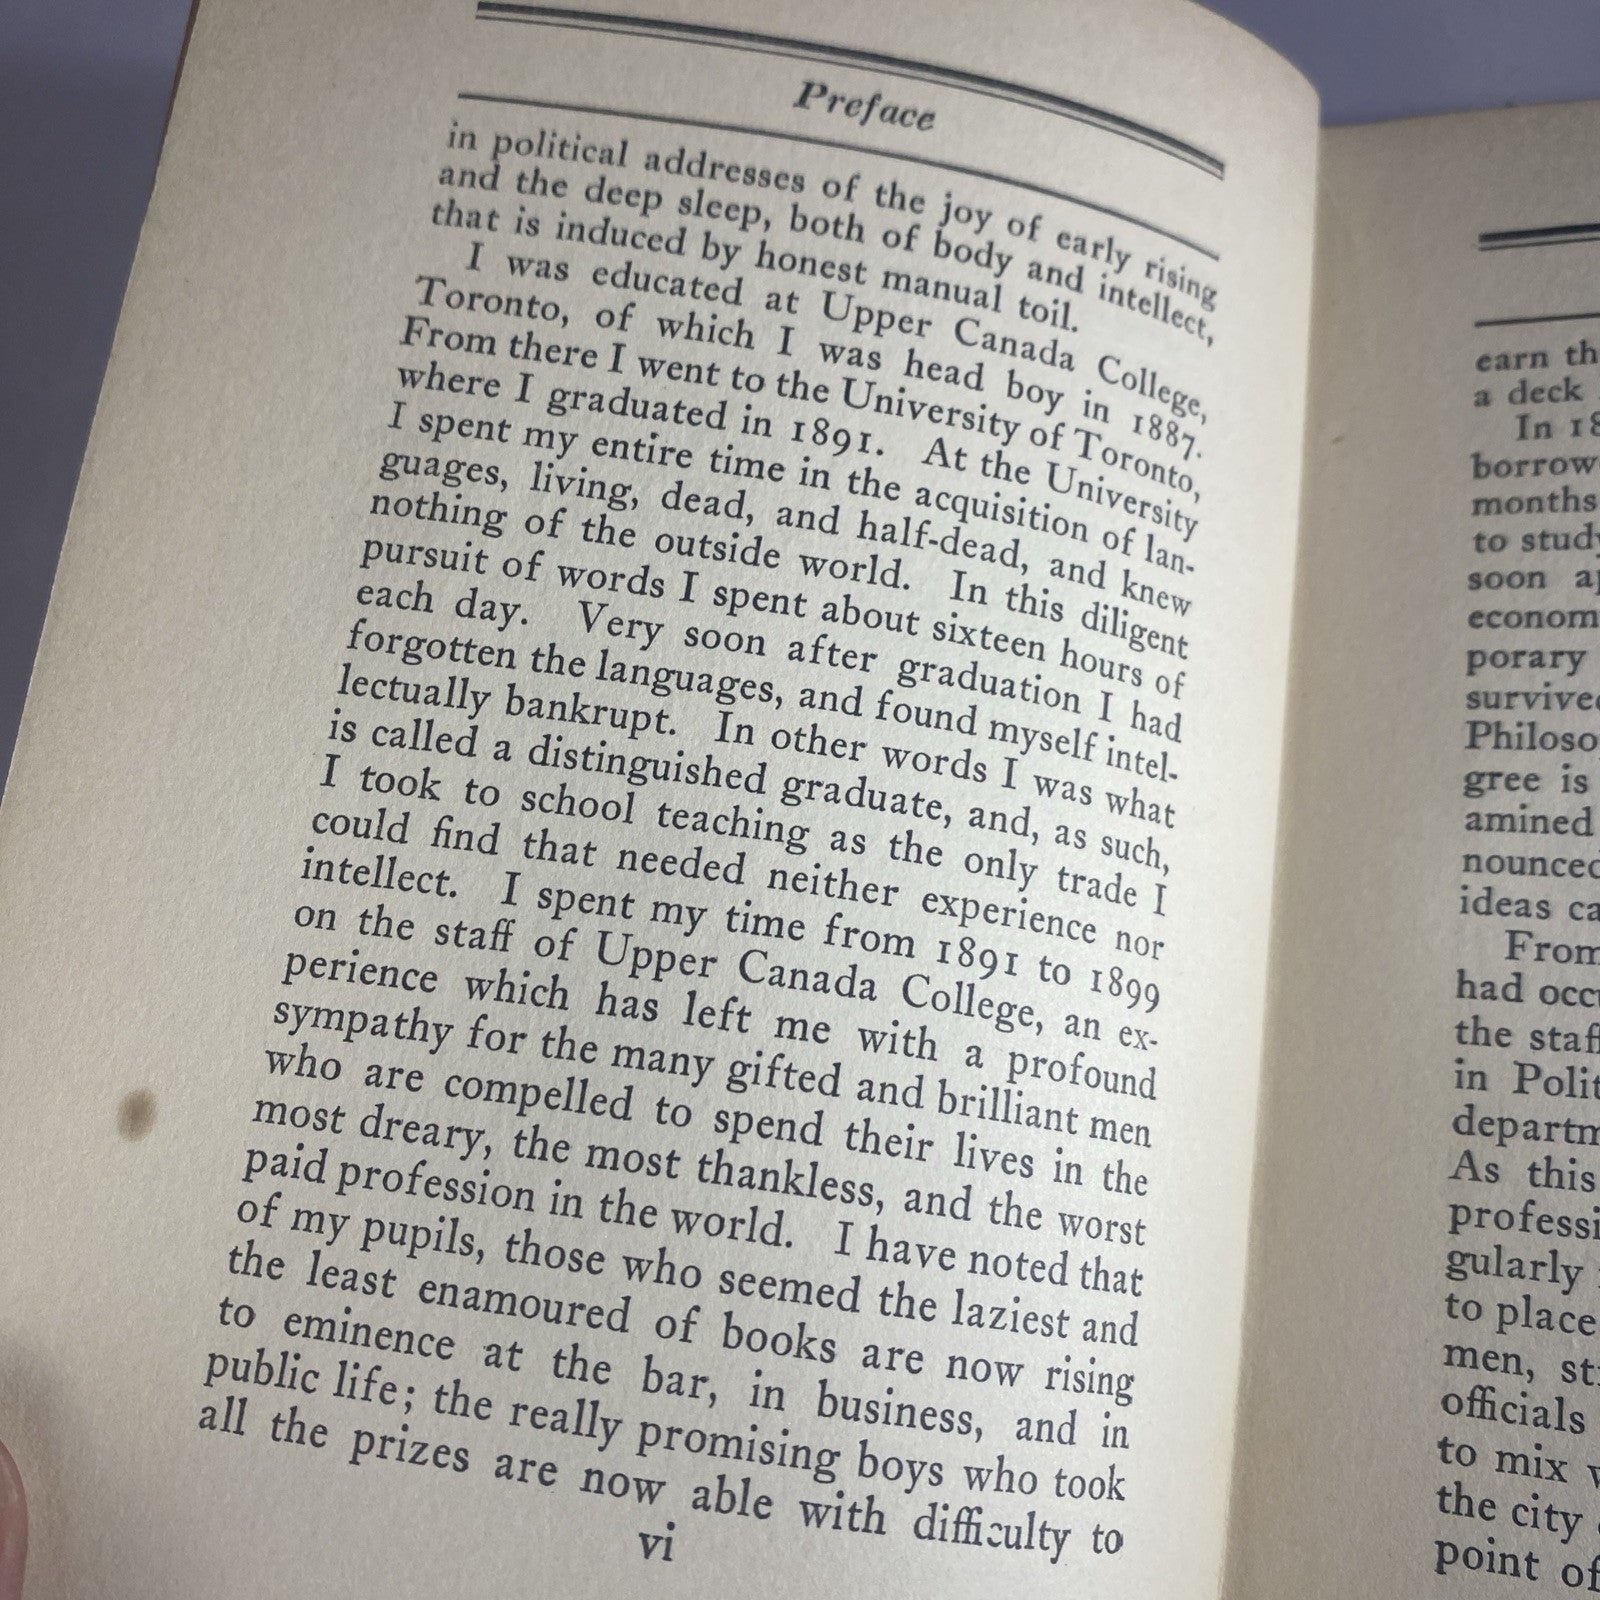 Preface
in political addresses of the joy of early rising
and the deep sleep, both of body and intellect,
that is induced by honest manual toil.
I was educated at Upper Canada College,
Toronto, of which I was head boy in 1887.
From there I went to the University of Toronto,
where I graduated in 1891. At the University
I spent my entire time in the acquisition of lan-
guages, living, dead, and half-dead, and knew
nothing of the outside world. In this diligent
pursuit of words I spent about sixteen hours of
each day. Very soon after graduation I had
forgotten the languages, and found myself intel-
lectually bankrupt. In other words I was what
is called a distinguished graduate, and, as such,
I took to school teaching as the only trade I
could find that needed neither experience nor
intellect. I spent my time from 1891 to 1899
on the staff of Upper Canada College, an ex-
perience which has left me with a profound
sympathy for the many gifted and brilliant men
who are compelled to spend their lives in the
most dreary, the most thankless, and the worst
paid profession in the world. I have noted that
of my pupils, those who seemed the laziest and
the least enamoured of books are now rising
to eminence at the bar, in business, and in
public life; the really promising boys who took
all the prizes are now able with difficulty to
vi
earn th
a deck
In 18
borrow
months
to study
soon ap
econom
porary
survived
Philoso
gree is
amined
nounced
ideas ca
From
had occu
the staff
in Polit
departm
As this
professi
gularly
to place
men, sti
officials
to mix w
the city
point of